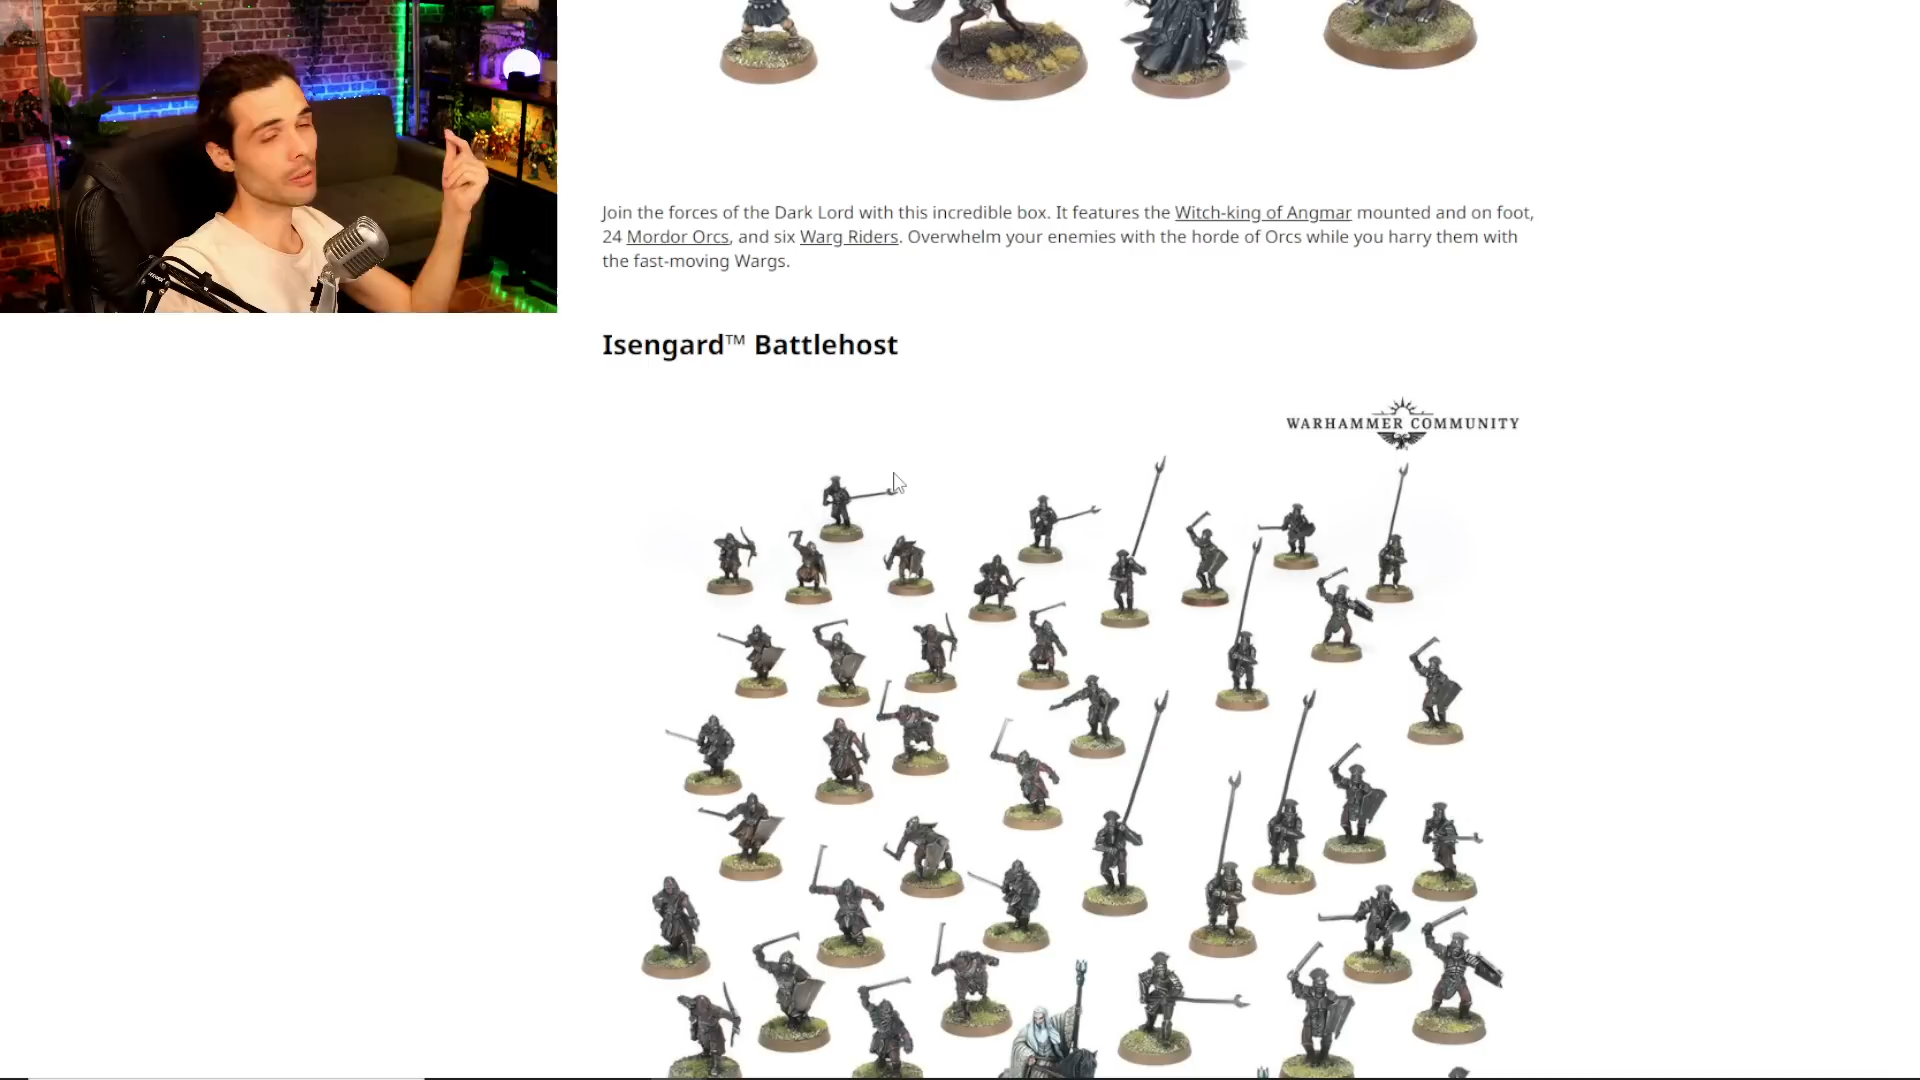 Join the forces of the Dark Lord with this incredible box. It features the Witch-king of Angmar mounted and on foot,
24 Mordor Orcs, and six Warg Riders. Overwhelm your enemies with the horde of Orcs while you harry them with
the fast-moving Wargs.
Isengard™ Battlehost
WARHAMMER COMMUNITY